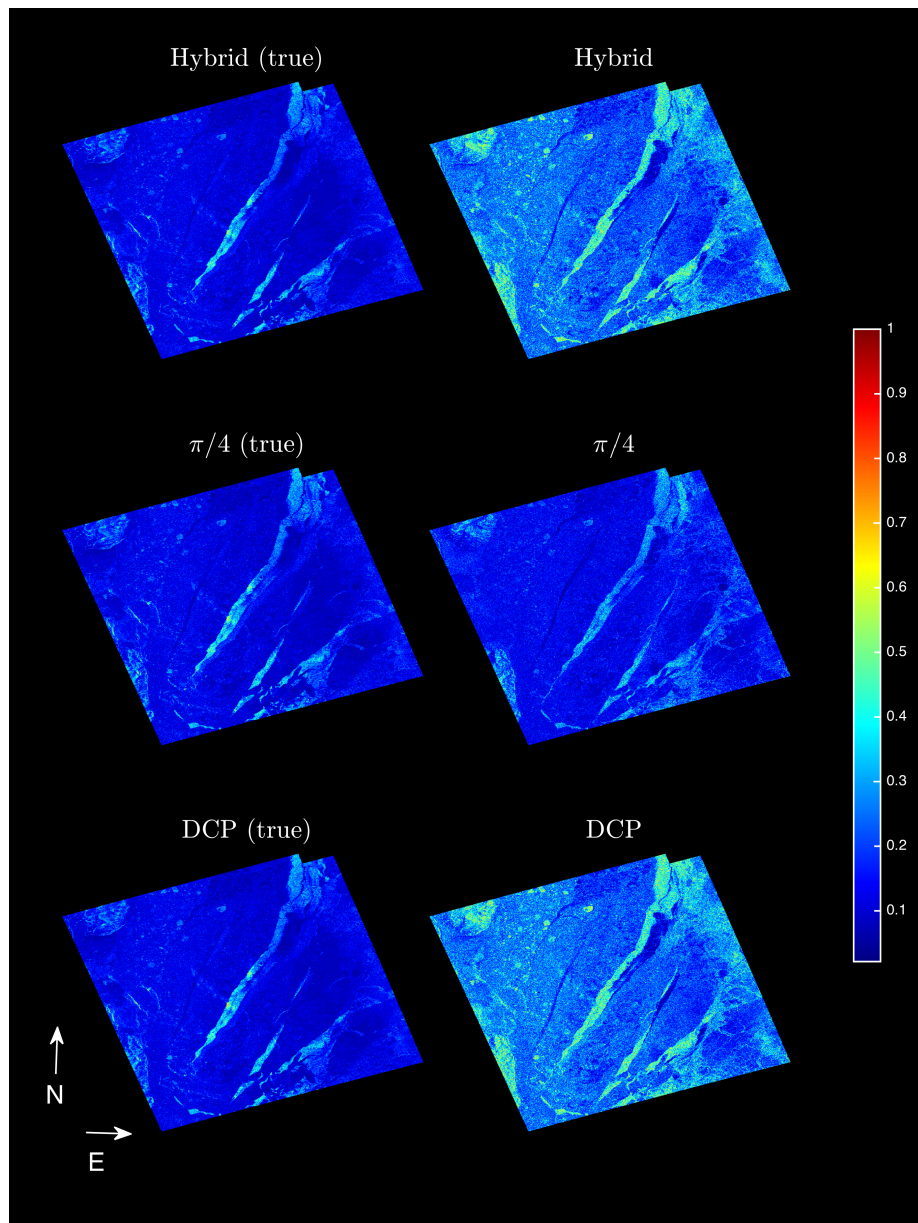 Hybrid (true)
Hybrid
π/4 (true)
π/4
DCP (true)
DCP
1
0.9
0.8
0.7
0.6
0.5
0.4
0.3
0.2
0.1
N
E